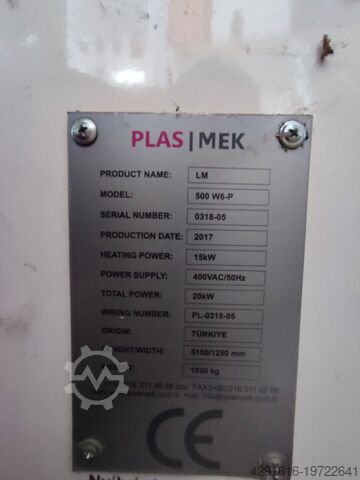 PLAS|MEK
PRODUCT NAME: LM
MODEL: 500 W6-P
SERIAL NUMBER: 0318-05
PRODUCTION DATE: 2017
HEATING POWER: 15kW
POWER SUPPLY: 400VAC/50Hz
TOTAL POWER: 20kW
WIRING NUMBER: PL-0318-05
ORIGIN: TÜRKIYE
LENGHT/WIDTH: 5150/1250 mm
1800 kg
CE
4291616-19722641